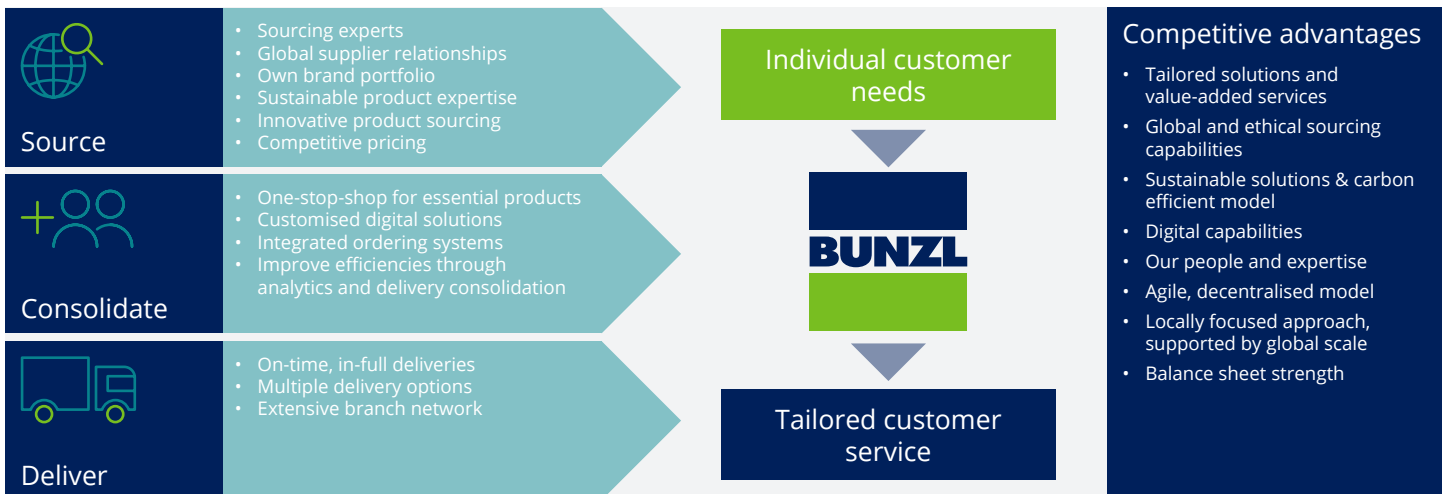 Source
• Sourcing experts
• Global supplier relationships
• Own brand portfolio
• Sustainable product expertise
• Innovative product sourcing
• Competitive pricing
Consolidate
• One-stop-shop for essential products
• Customised digital solutions
• Integrated ordering systems
• Improve efficiencies through
analytics and delivery consolidation
Deliver
• On-time, in-full deliveries
• Multiple delivery options
• Extensive branch network
Individual customer
needs
BUNZL
Tailored customer
service
Competitive advantages
• Tailored solutions and
value-added services
• Global and ethical sourcing
capabilities
• Sustainable solutions & carbon
efficient model
• Digital capabilities
• Our people and expertise
• Agile, decentralised model
• Locally focused approach,
supported by global scale
• Balance sheet strength